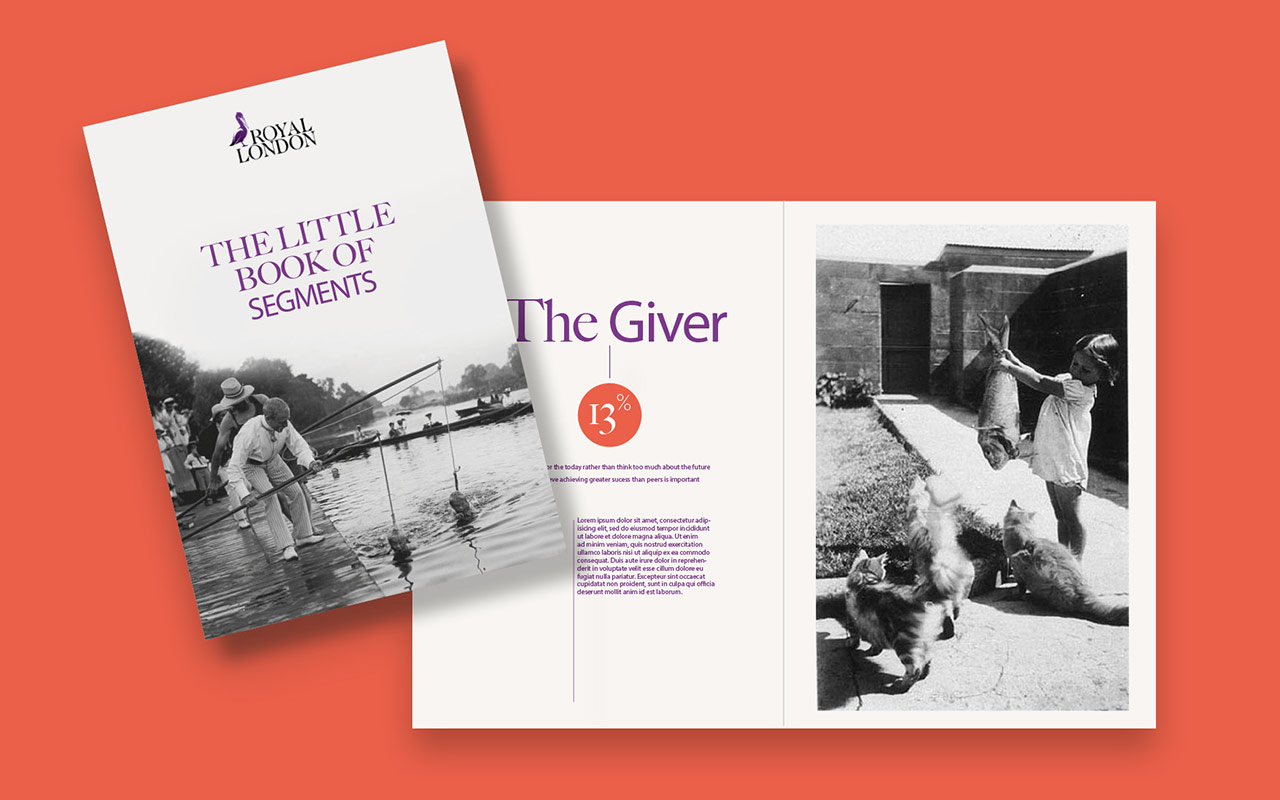 ROYAL
LONDON
THE LITTLE
BOOK OF
SEGMENTS
The Giver
13%
the today rather than think too much about the future
achieving greater sucess than peers is important
Lorem ipsum dolor sit amet, consectetur adip-
isicing elit, sed do eiusmod tempor incididunt
ut labore et dolore magna aliqua. Ut enim
ad minim veniam, quis nostrud exercitation
ullamco laboris nisi ut aliquip ex ea commodo
consequat. Duis aute irure dolor in reprehen-
derit in voluptate velit esse cillum dolore eu
fugiat nulla pariatur. Excepteur sint occaecat
cupidatat non proident, sunt in culpa qui officia
deserunt mollit anim id est laborum.